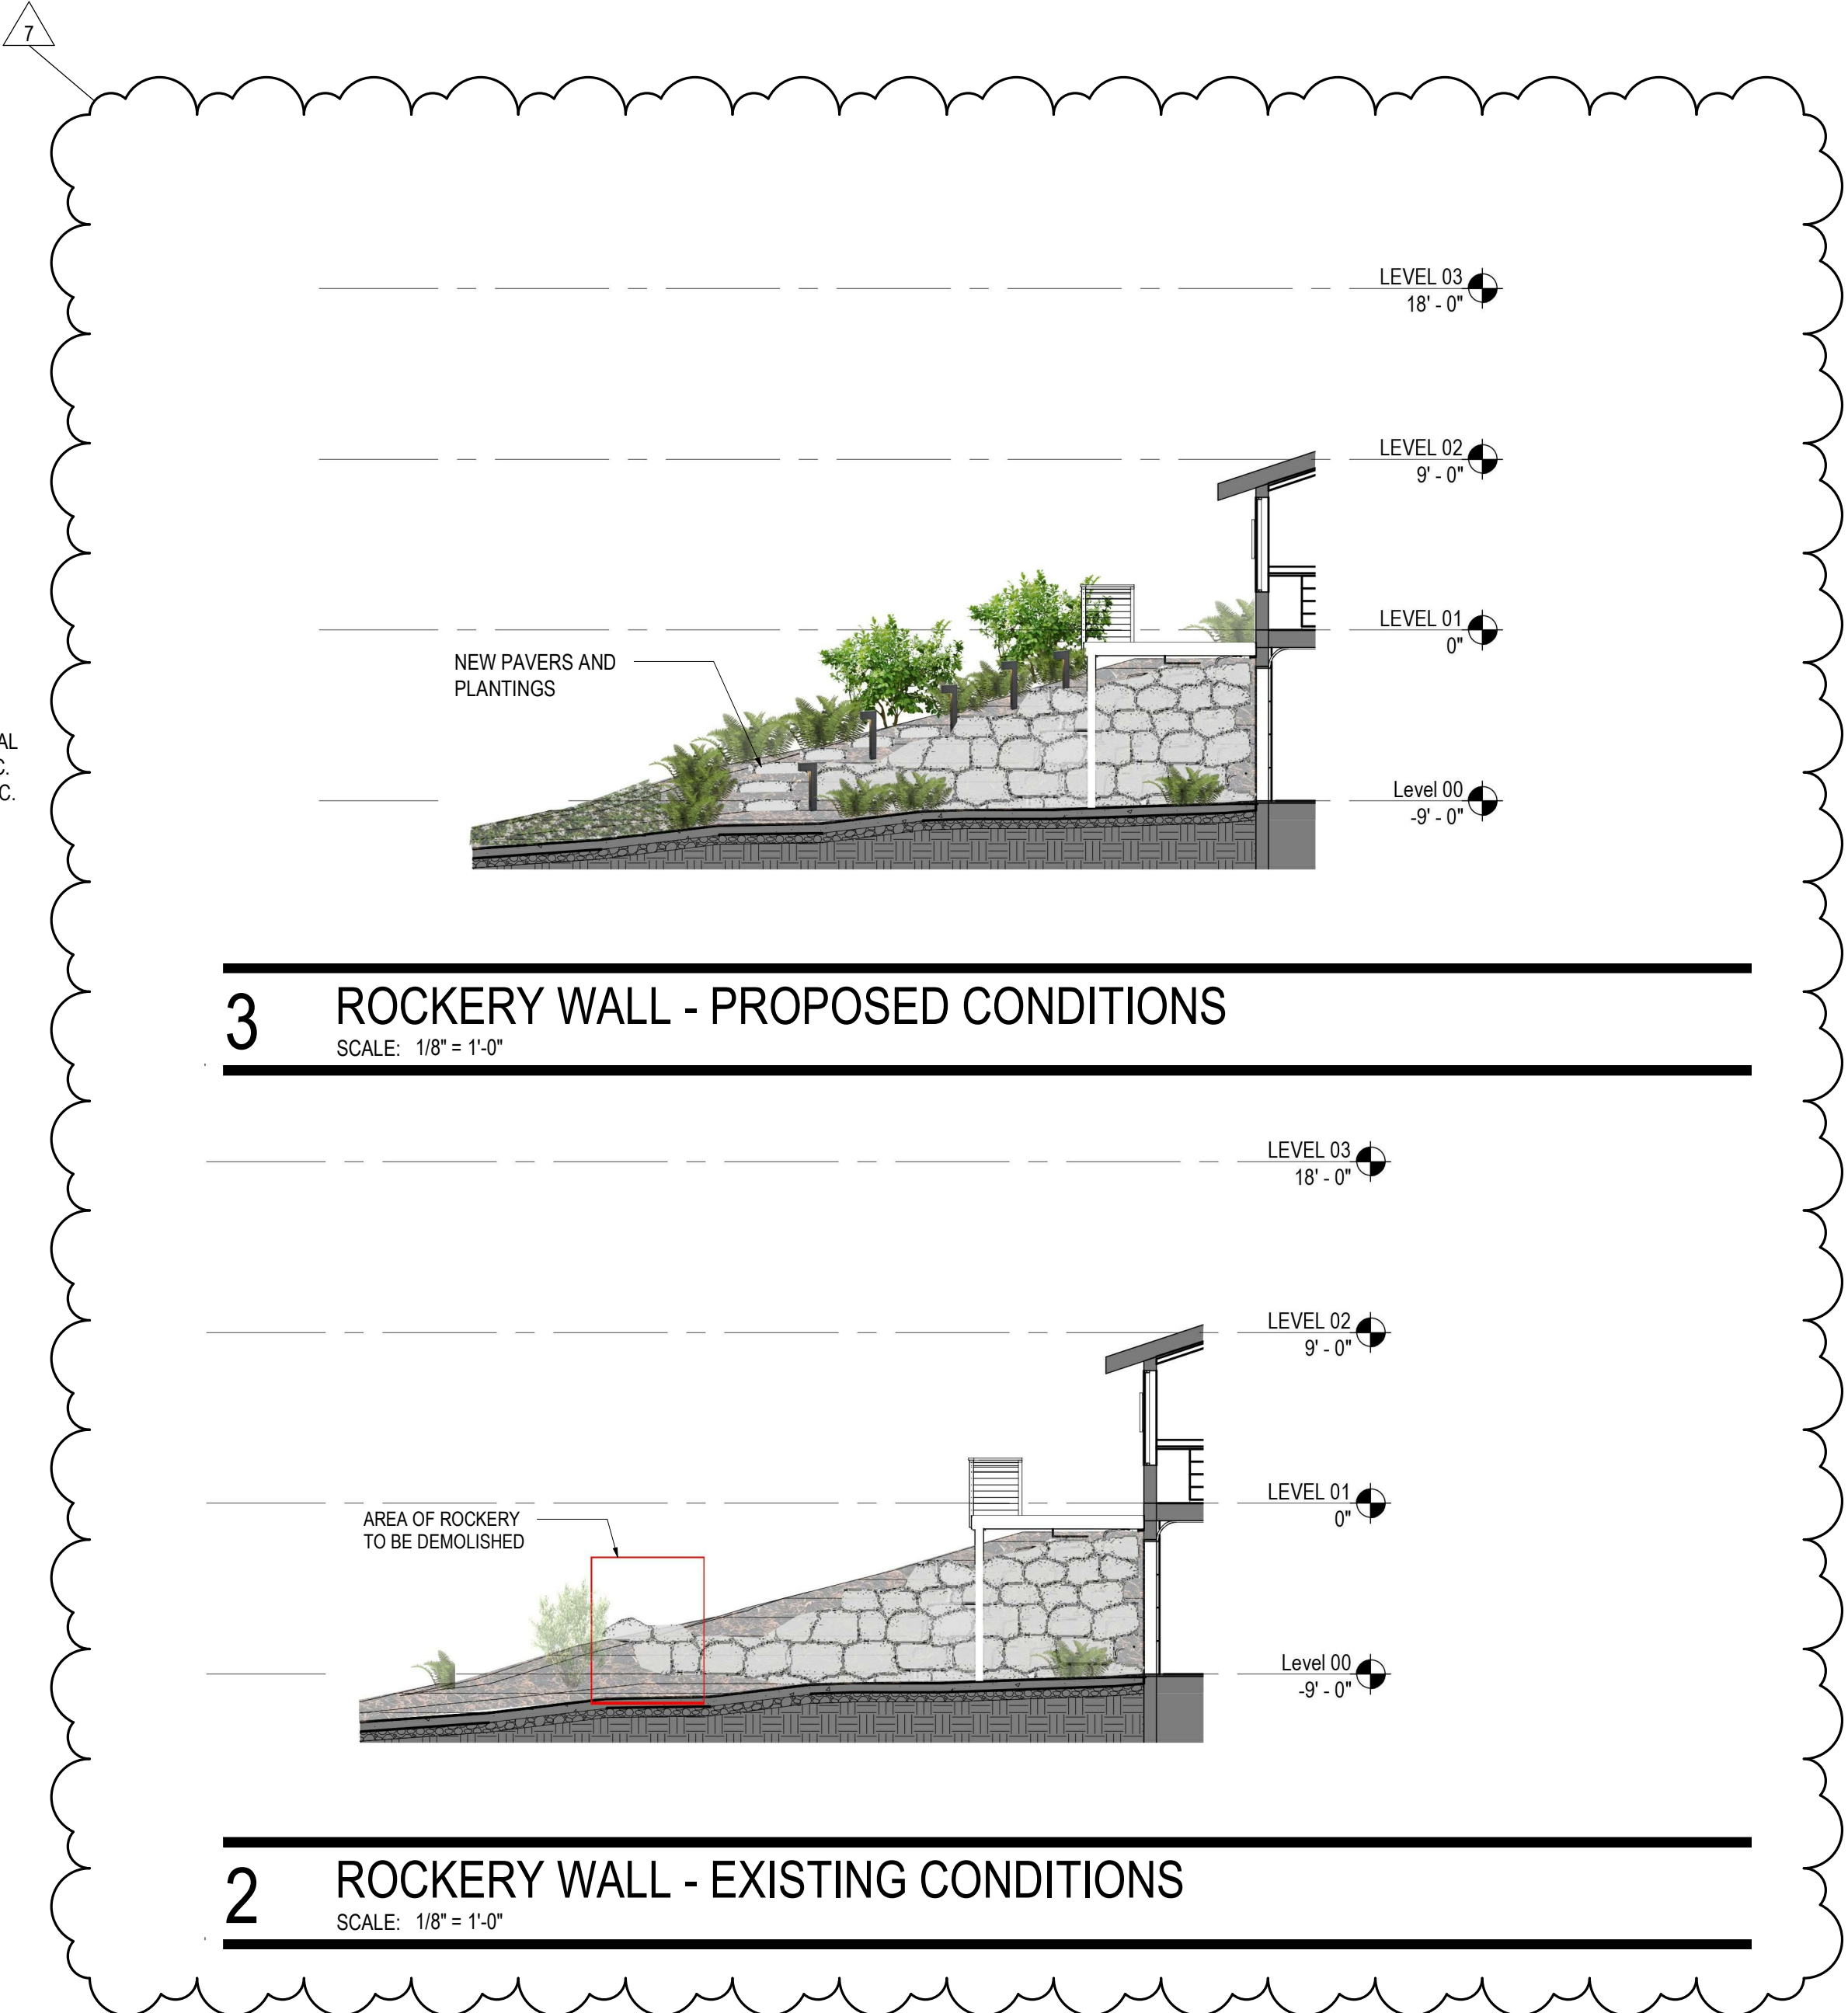 7
LEVEL 03
18' - 0"
LEVEL 02
9' - 0"
LEVEL 01
0"
NEW PAVERS AND
PLANTINGS
AL
C.
C.
Level 00
-9' - 0"
3 ROCKERY WALL - PROPOSED CONDITIONS
SCALE: 1/8" = 1'-0"
LEVEL 03
18' - 0"
LEVEL 02
9' - 0"
LEVEL 01
0"
AREA OF ROCKERY
TO BE DEMOLISHED
Level 00
-9' - 0"
2 ROCKERY WALL - EXISTING CONDITIONS
SCALE: 1/8" = 1'-0"